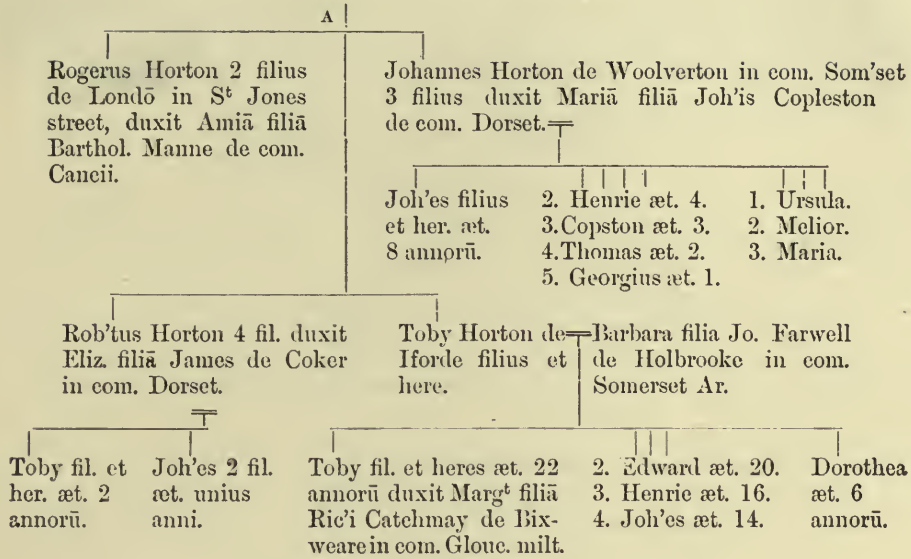 A
Rogerus Horton 2 filius
de Londō in Sᵗ Jones
street, duxit Amiā filiā
Barthol. Manne de com.
Cancii.
Johannes Horton de Woolverton in com. Som'set
3 filius duxit Mariā filiā Joh'is Copleston
de com. Dorset.
Joh'es filius
et her. æt.
8 annorū.
2. Henrie æt. 4.
3. Copston æt. 3.
4. Thomas æt. 2.
5. Georgius æt. 1.
1. Ursula.
2. Melior.
3. Maria.
Rob'tus Horton 4 fil. duxit
Eliz. filiā James de Coker
in com. Dorset.
Toby Horton de
Iforde filius et
here.
Barbara filia Jo. Farwell
de Holbrooke in com.
Somerset Ar.
Toby fil. et
her. æt. 2
annorū.
Joh'es 2 fil.
æt. unius
anni.
Toby fil. et heres æt. 22
annorū duxit Margᵗ filiā
Ric'i Catchmay de Bix-
weare in com. Glouc. milt.
2. Edward æt. 20.
3. Henrie æt. 16.
4. Joh'es æt. 14.
Dorothea
æt. 6
annorū.